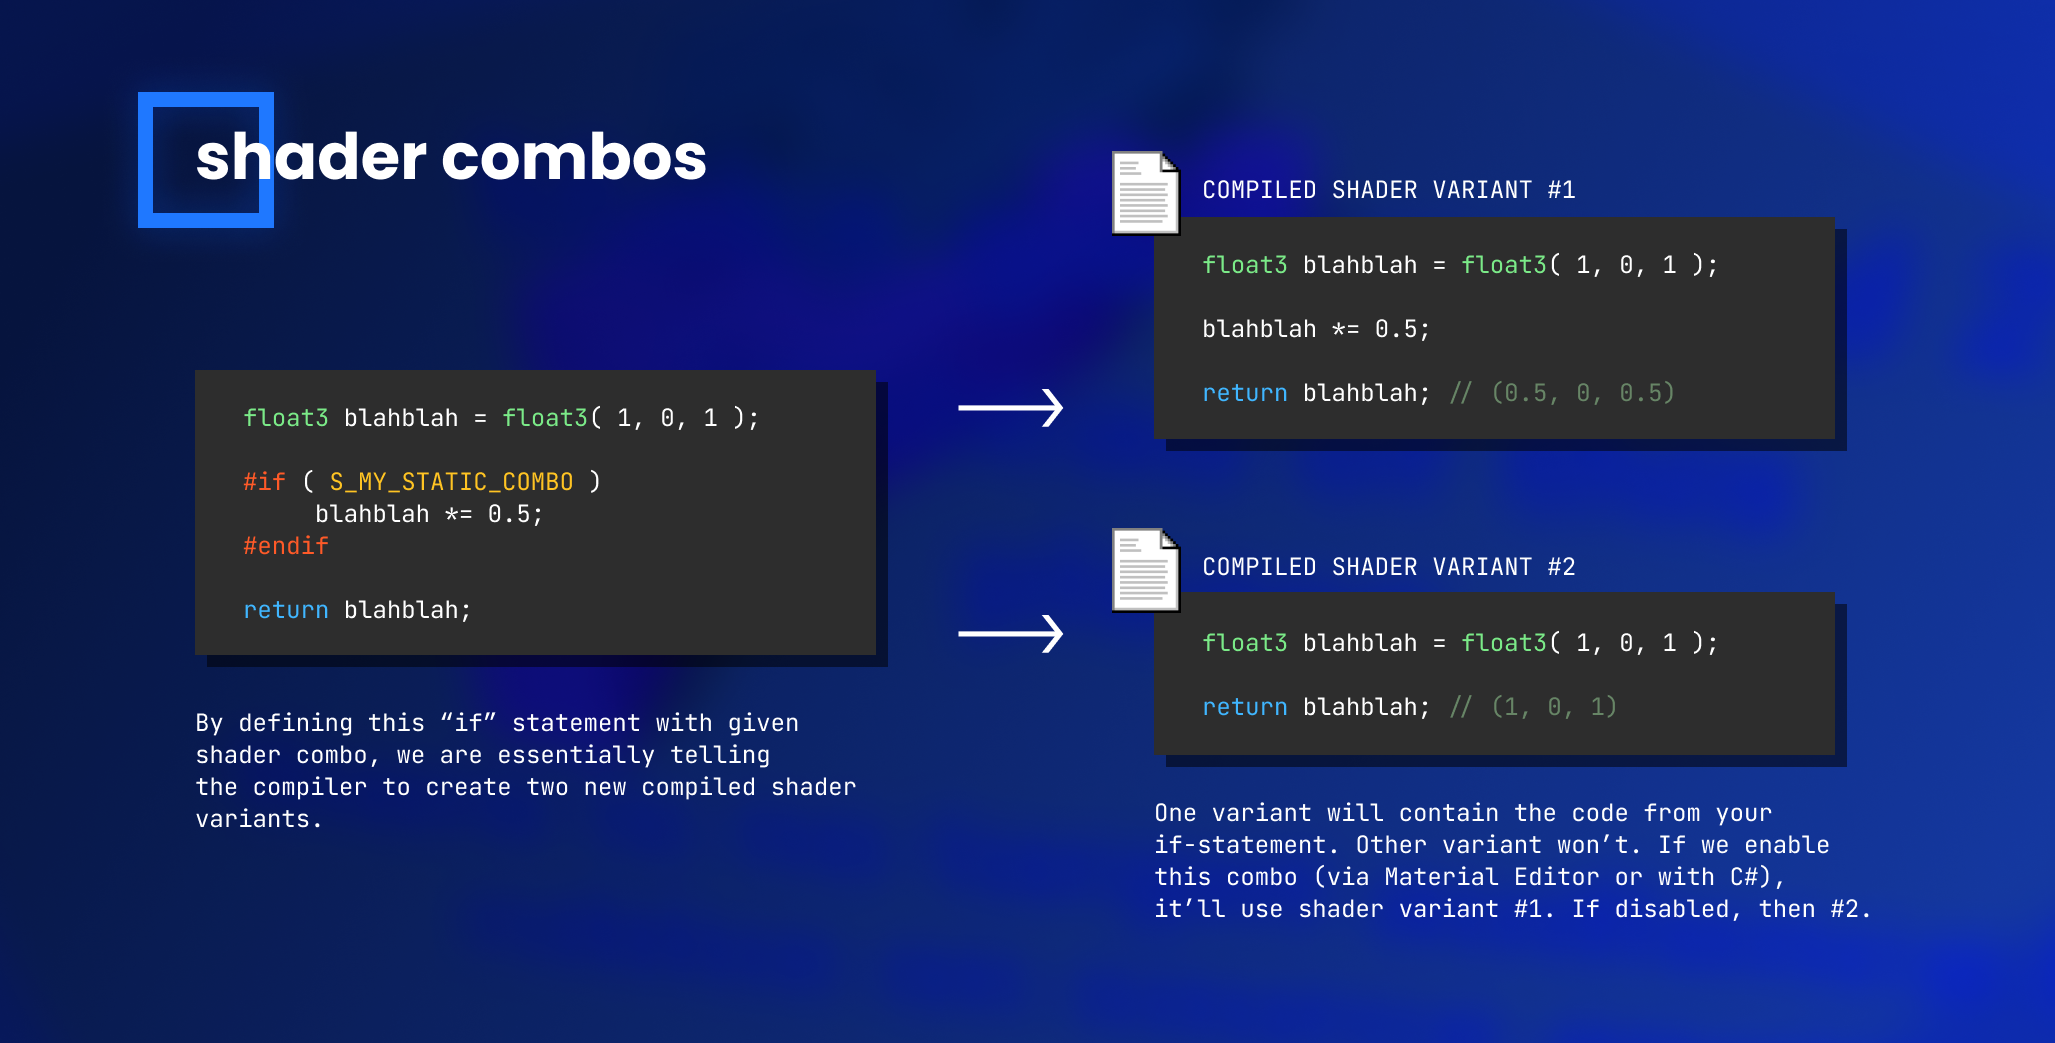 shader combos
float3 blahblah = float3( 1, 0, 1 );
#if ( S_MY_STATIC_COMBO )
blahblah *= 0.5;
#endif
return blahblah;
By defining this “if” statement with given
shader combo, we are essentially telling
the compiler to create two new compiled shader
variants.
COMPILED SHADER VARIANT #1
float3 blahblah = float3( 1, 0, 1 );
blahblah *= 0.5;
return blahblah; // (0.5, 0, 0.5)
COMPILED SHADER VARIANT #2
float3 blahblah = float3( 1, 0, 1 );
return blahblah; // (1, 0, 1)
One variant will contain the code from your
if-statement. Other variant won’t. If we enable
this combo (via Material Editor or with C#),
it’ll use shader variant #1. If disabled, then #2.